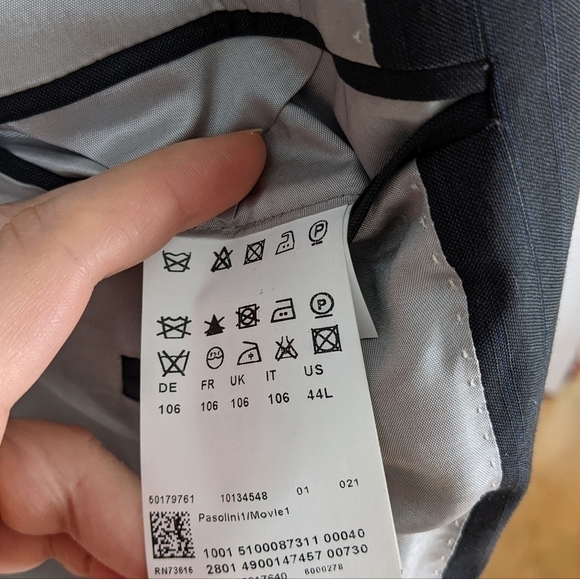 P
P
DE FR UK IT US
106 106 106 106 44L
50179761 10134548 01 021
Pasolini1/Movie1
1001 5100087311 00040
RN73616 2801 4900147457 00730
6000278